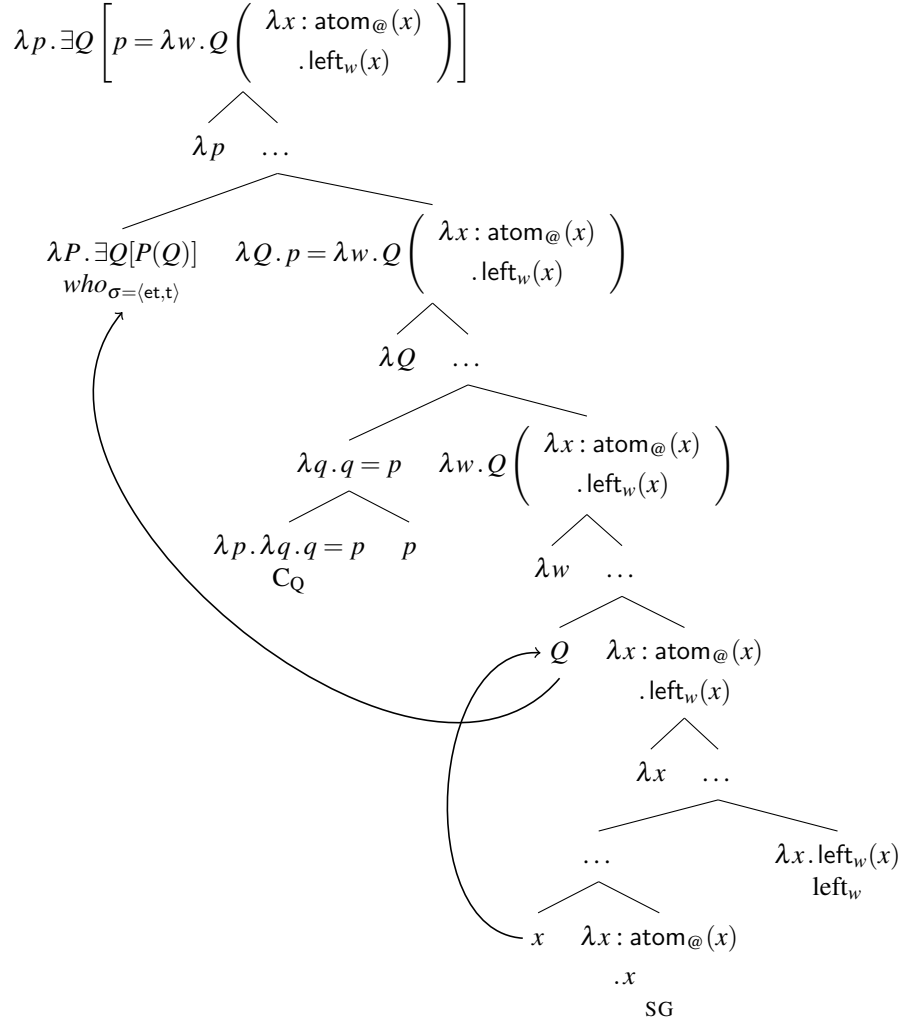 λp.∃Q[p = λw.Q(λx: atom@(x)
.left_w(x))]
λp …
λP.∃Q[P(Q)] λQ.p = λw.Q(λx: atom@(x)
who_σ=⟨et,t⟩ .left_w(x))
λQ …
λq.q = p λw.Q(λx: atom@(x)
.left_w(x))
λp.λq.q = p p
C_Q
λw …
Q λx: atom@(x)
.left_w(x)
λx …
… λx.left_w(x)
left_w
x λx: atom@(x)
.x
SG